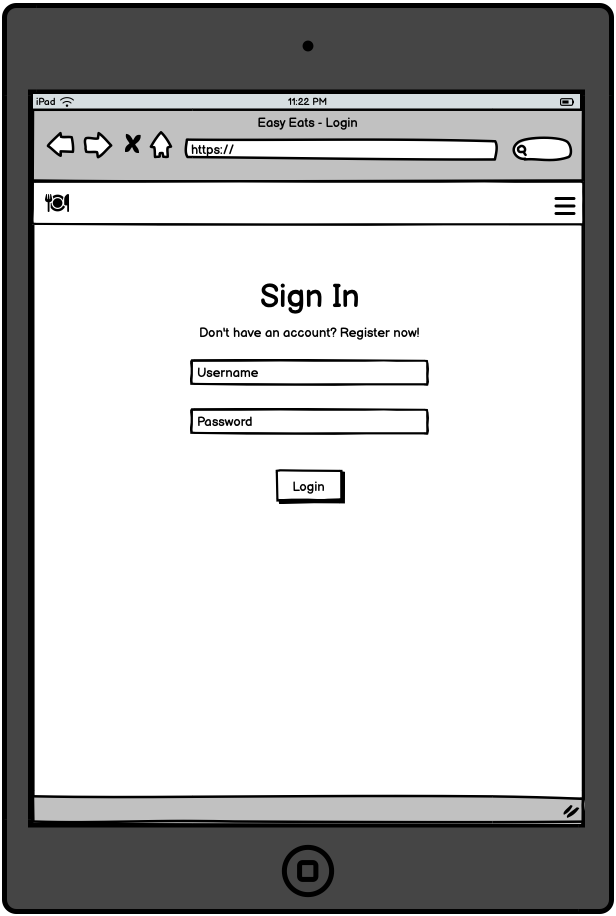 iPad 11:22 PM
Easy Eats - Login
https://
Sign In
Don't have an account? Register now!
Username
Password
Login